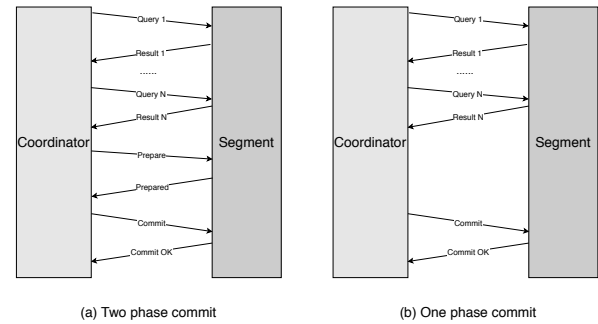 Query 1
Result 1
......
Query N
Result N
Coordinator
Segment
Prepare
Prepared
Commit
Commit OK
(a) Two phase commit
Query 1
Result 1
......
Query N
Result N
Coordinator
Segment
Commit
Commit OK
(b) One phase commit